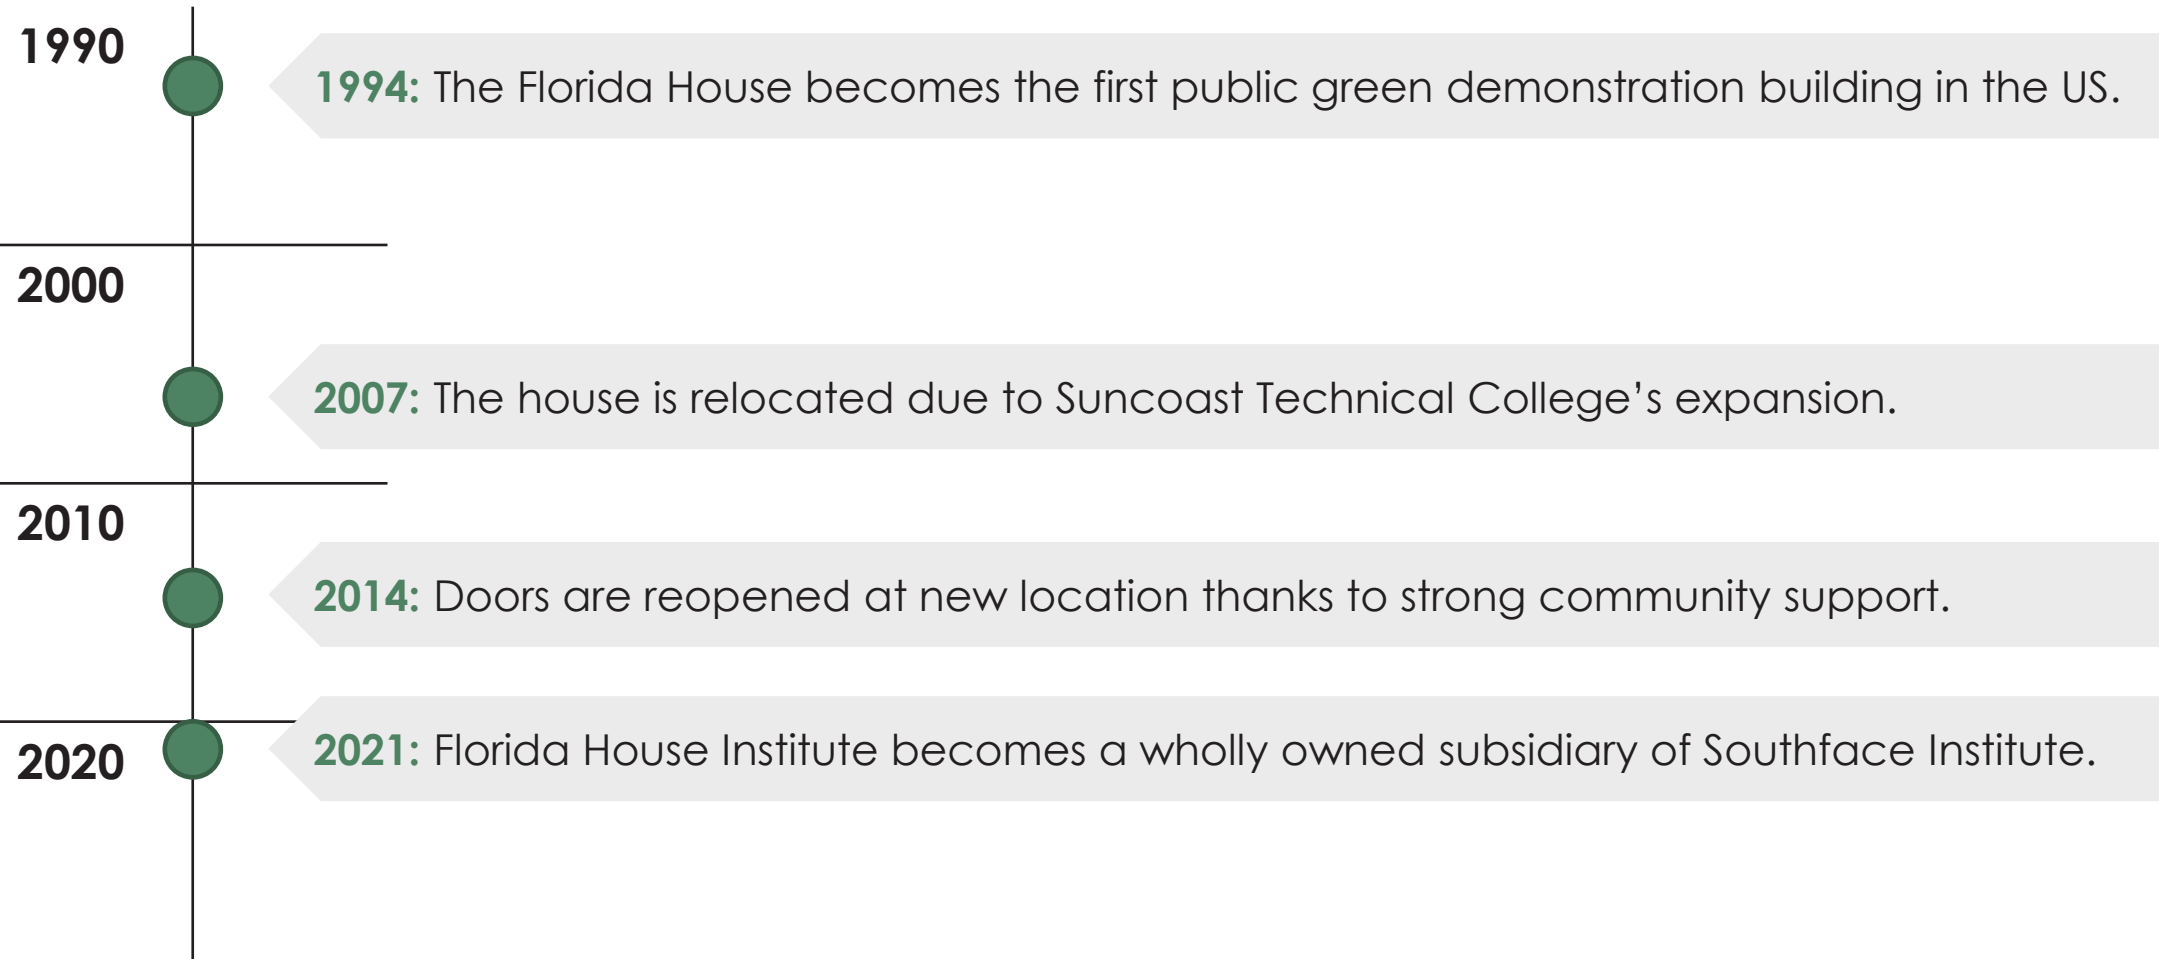 1990
1994: The Florida House becomes the first public green demonstration building in the US.
2000
2007: The house is relocated due to Suncoast Technical College’s expansion.
2010
2014: Doors are reopened at new location thanks to strong community support.
2020
2021: Florida House Institute becomes a wholly owned subsidiary of Southface Institute.